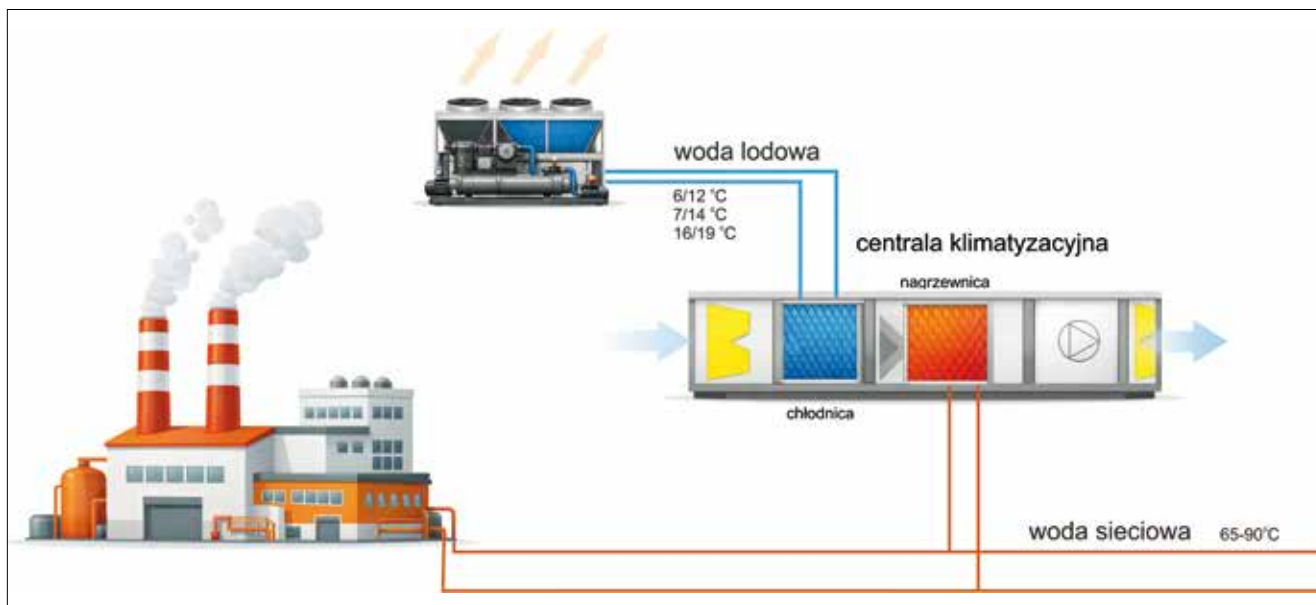 woda lodowa
6/12 °C
7/14 °C
16/19 °C
centrala klimatyzacyjna
nagrzewnica
chłodnica
woda sieciowa 65-90°C